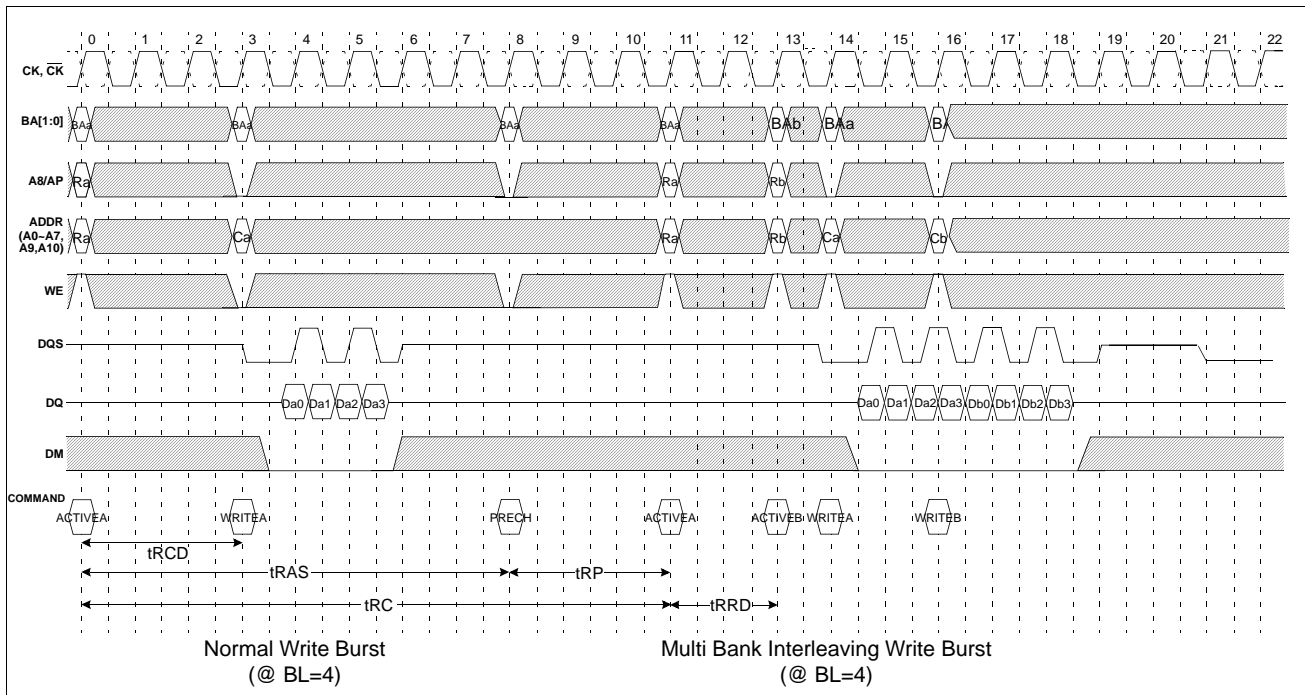 0 1 2 3 4 5 6 7 8 9 10 11 12 13 14 15 16 17 18 19 20 21 22
CK, CK
BA[1:0] BAa BAa BAa BAa BAb BAa BA
A8/AP Ra Ra Rb
ADDR
(A0~A7,
A9,A10)
Ra Ca Ra Rb Ca Cb
WE
DQS
DQ Da0 Da1 Da2 Da3 Da0 Da1 Da2 Da3 Db0 Db1 Db2 Db3
DM
COMMAND
ACTIVEA WRITEA PRECH ACTIVEA ACTIVEB WRITEA WRITEB
tRCD
tRAS tRP
tRC tRRD
Normal Write Burst Multi Bank Interleaving Write Burst
(@ BL=4) (@ BL=4)